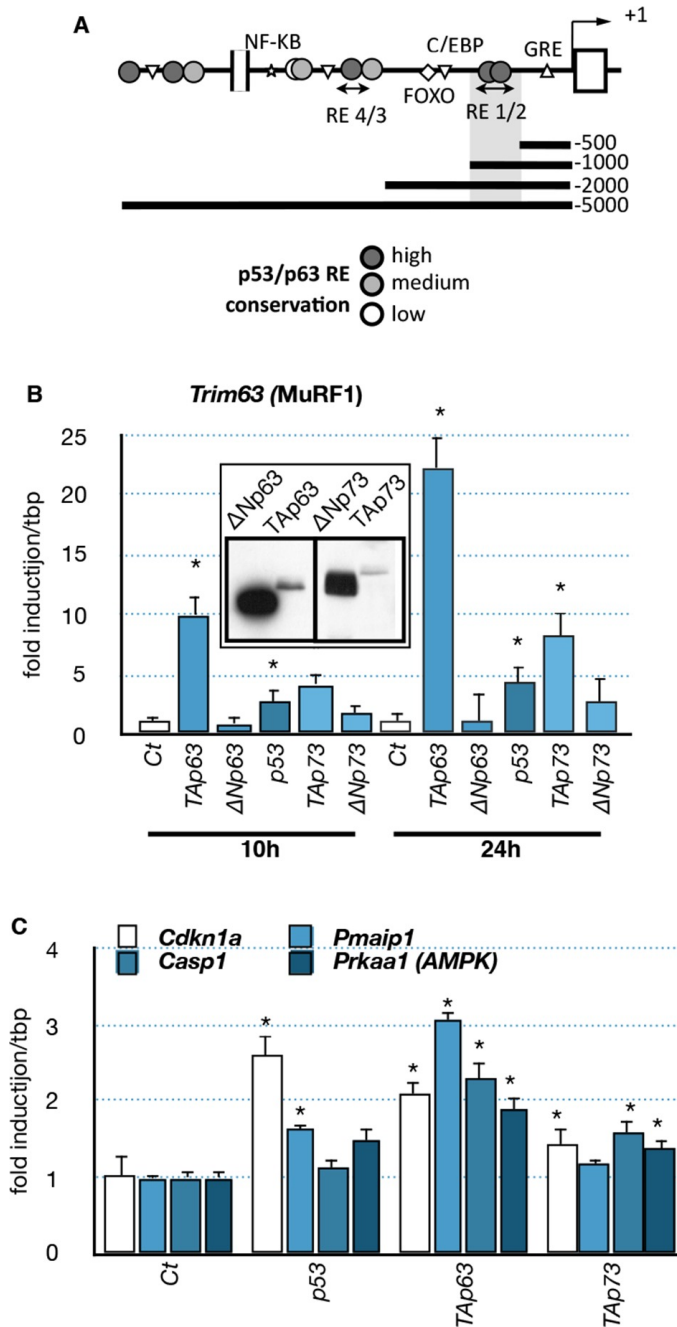 A
+1
NF-KB
C/EBP
GRE
FOXO
RE 4/3
RE 1/2
-500
-1000
-2000
-5000
p53/p63 RE
conservation
high
medium
low
B
Trim63 (MuRF1)
fold inductijon/tbp
25
20
15
10
5
0
ΔNp63
TAp63
ΔNp73
TAp73
*
*
*
*
*
Ct
TAp63
ΔNp63
p53
TAp73
ΔNp73
Ct
TAp63
ΔNp63
p53
TAp73
ΔNp73
10h
24h
C
Cdkn1a
Pmaip1
Casp1
Prkaa1 (AMPK)
fold inductijon/tbp
4
3
2
1
0
*
*
*
*
*
*
*
*
*
Ct
p53
TAp63
TAp73